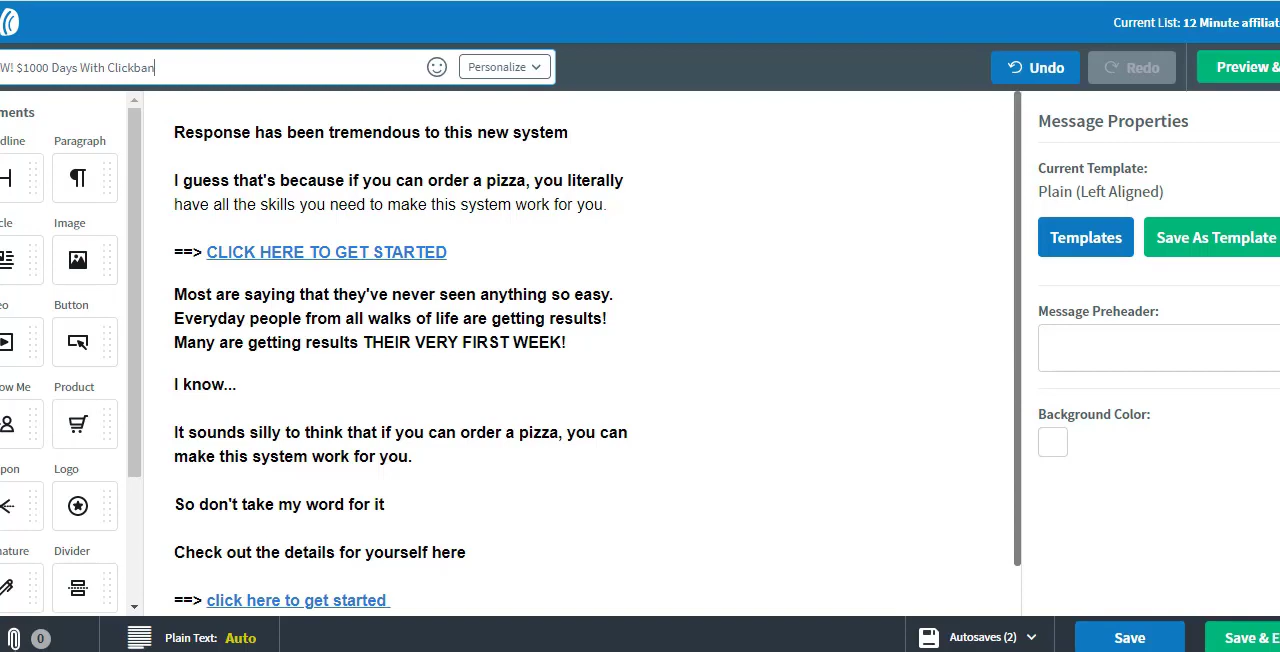 Current List: 12 Minute affiliat
W! $1000 Days With Clickban
Personalize
Undo
Redo
Preview &
ments
dline
Paragraph
cle
Image
eo
Button
ow Me
Product
pon
Logo
nature
Divider
Response has been tremendous to this new system
I guess that's because if you can order a pizza, you literally
have all the skills you need to make this system work for you.
==> CLICK HERE TO GET STARTED
Most are saying that they've never seen anything so easy.
Everyday people from all walks of life are getting results!
Many are getting results THEIR VERY FIRST WEEK!
I know...
It sounds silly to think that if you can order a pizza, you can
make this system work for you.
So don't take my word for it
Check out the details for yourself here
==> click here to get started
Message Properties
Current Template:
Plain (Left Aligned)
Templates
Save As Template
Message Preheader:
Background Color:
0
Plain Text: Auto
Autosaves (2)
Save
Save & E